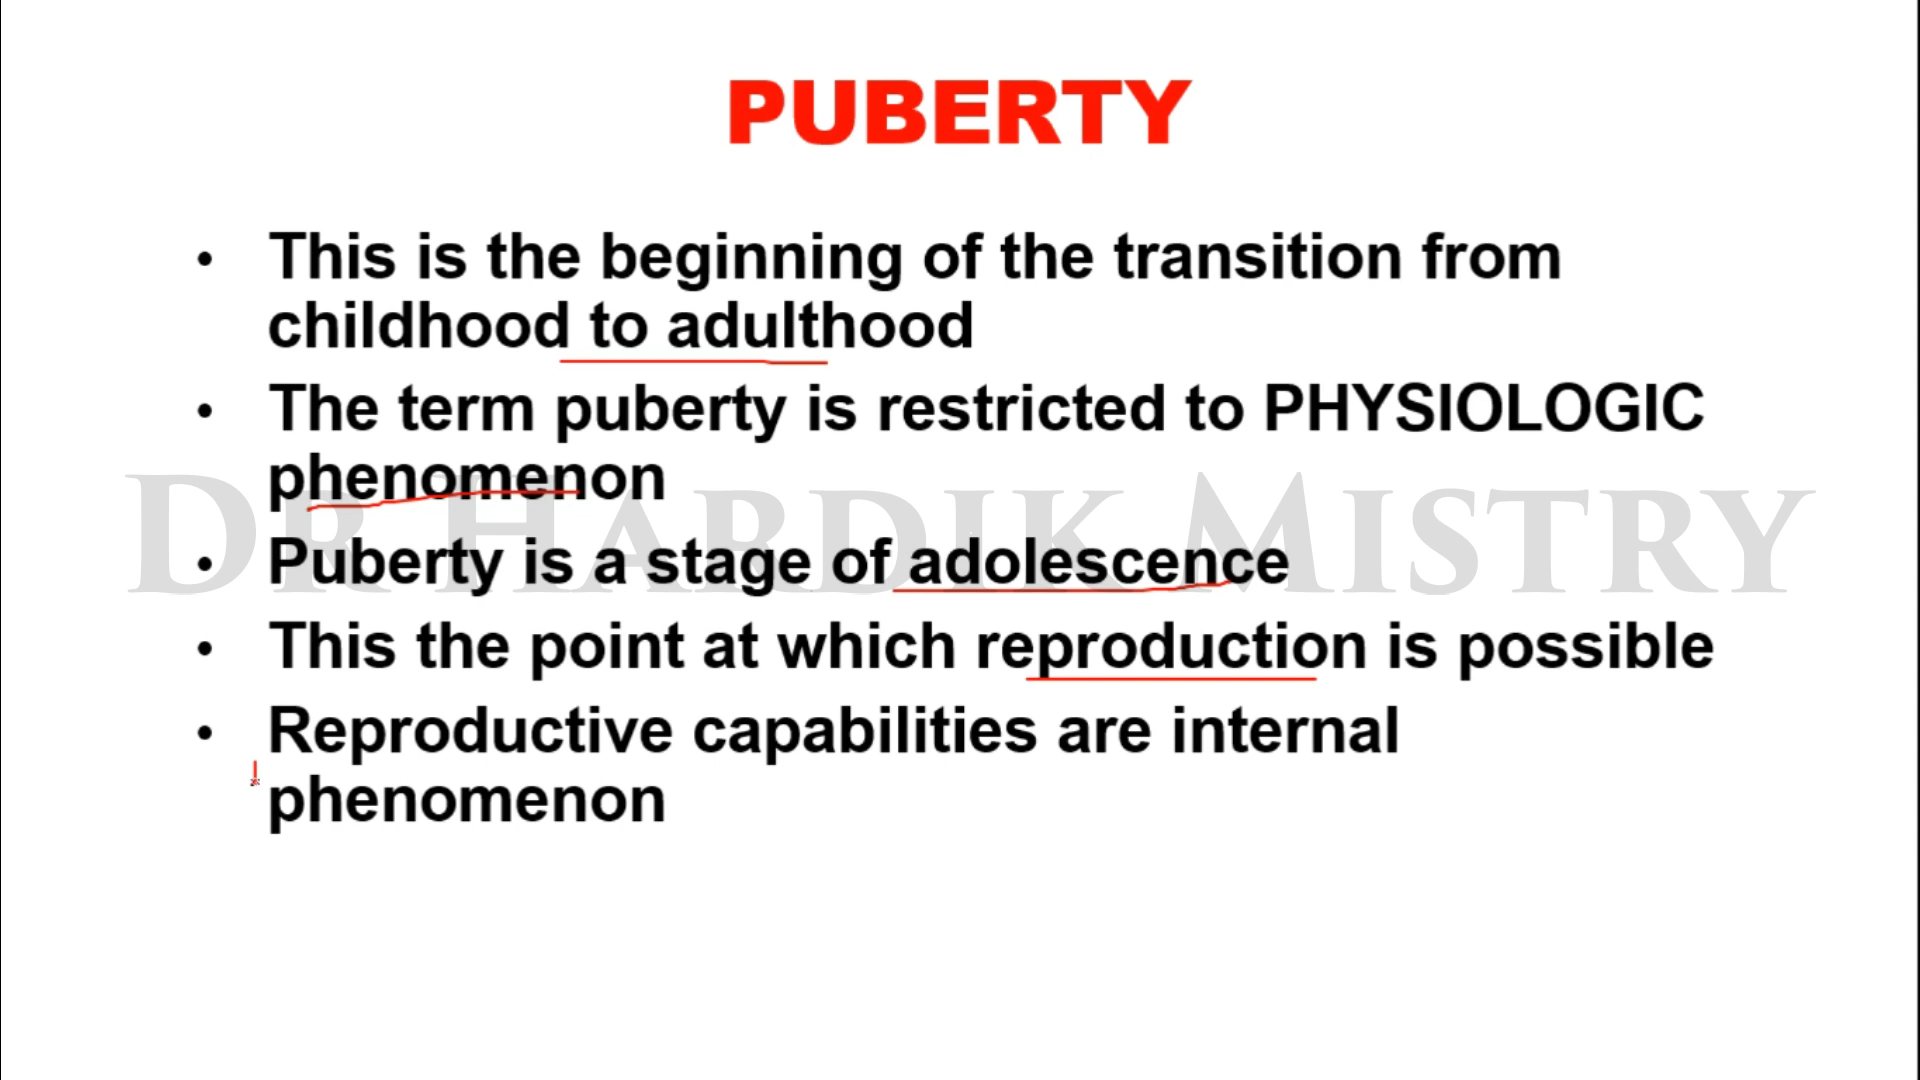 PUBERTY
• This is the beginning of the transition from
childhood to adulthood
• The term puberty is restricted to PHYSIOLOGIC
phenomenon
DR HARDIK MISTRY
• Puberty is a stage of adolescence
• This the point at which reproduction is possible
• Reproductive capabilities are internal
phenomenon